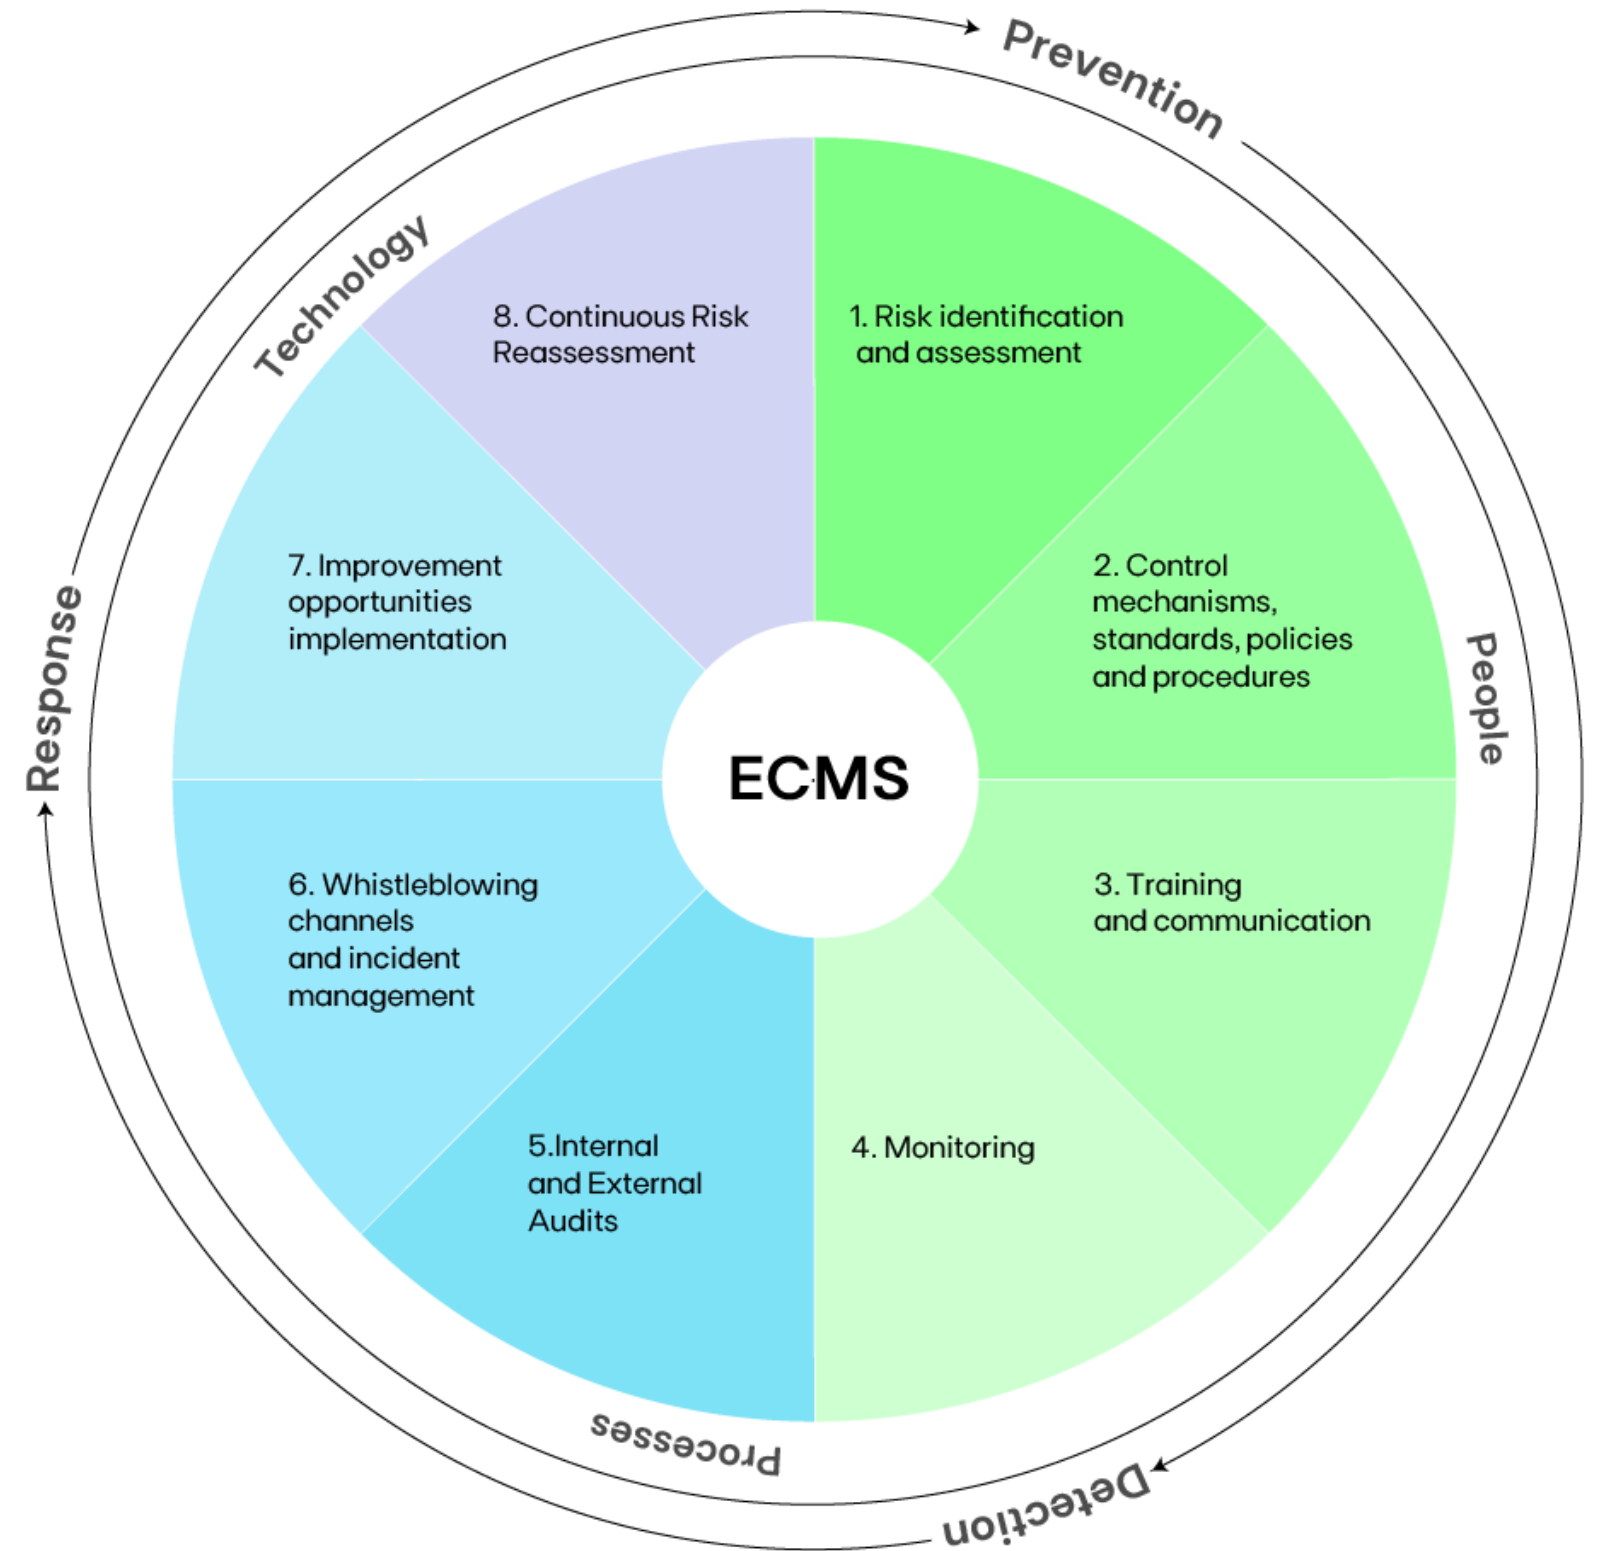 Prevention
Technology
8. Continuous Risk
Reassessment
1. Risk identification
and assessment
7. Improvement
opportunities
implementation
2. Control
mechanisms,
standards, policies
and procedures
Response
People
ECMS
6. Whistleblowing
channels
and incident
management
3. Training
and communication
5.Internal
and External
Audits
4. Monitoring
Processes
Detection